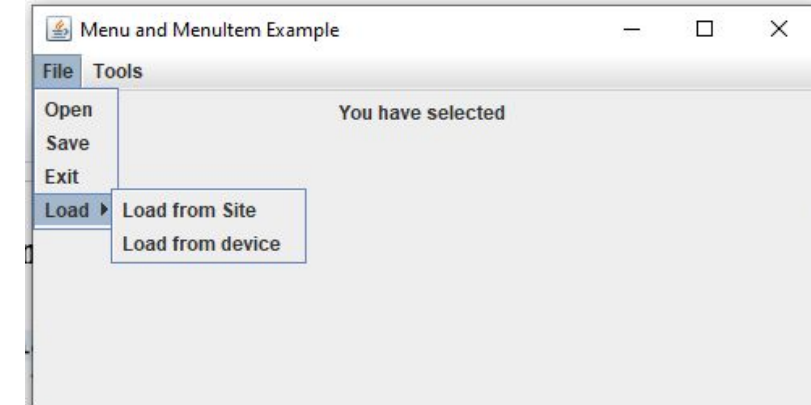 Menu and MenuItem Example
File Tools
Open
You have selected
Save
Exit
Load
Load from Site
Load from device